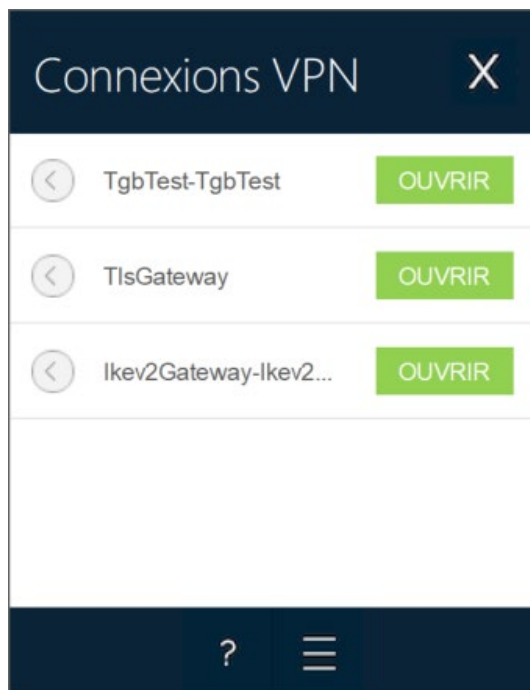 Connexions VPN X
TgbTest-TgbTest OUVRIR
TlsGateway OUVRIR
Ikev2Gateway-Ikev2... OUVRIR
?